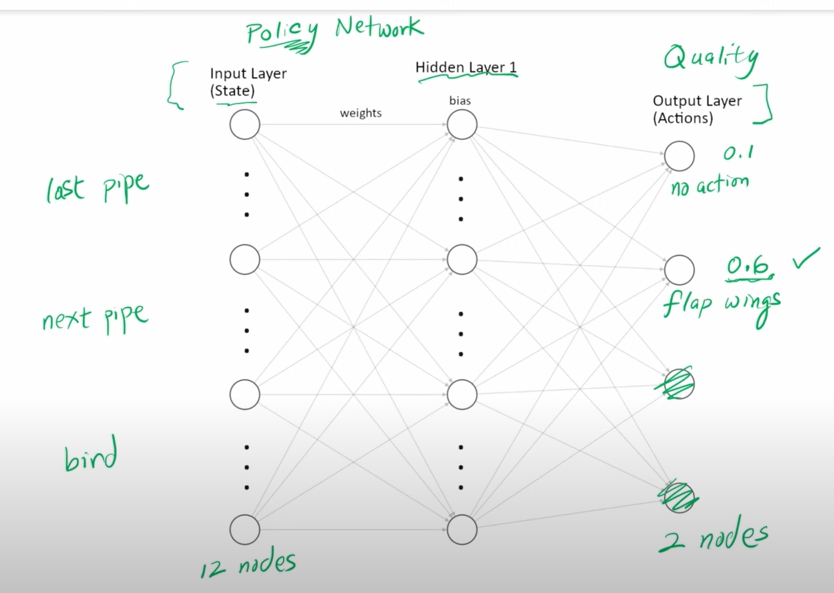 Policy Network
Quality
Input Layer
(State)
Hidden Layer 1
Output Layer
(Actions)
weights
bias
0.1
no action
last pipe
0.6
flap wings
next pipe
bird
2 nodes
12 nodes